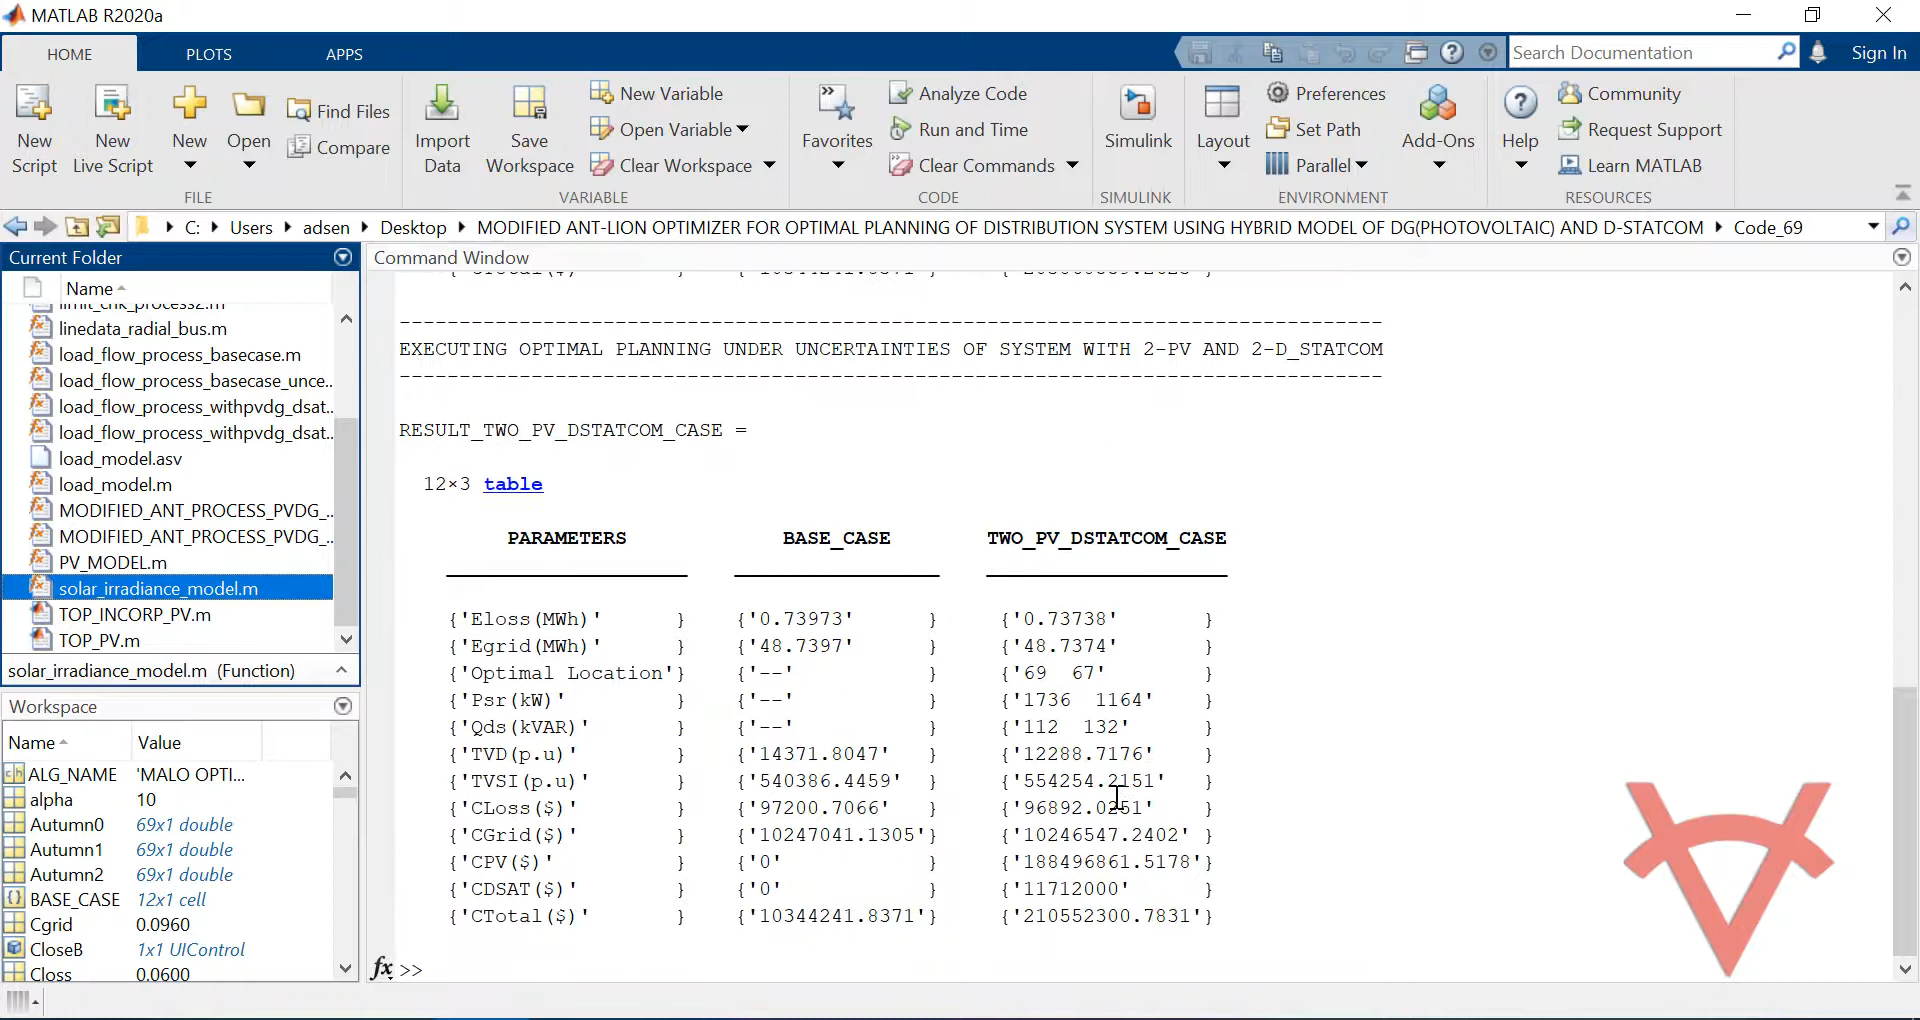 MATLAB R2020a
HOME PLOTS APPS
Search Documentation
Sign In
New Script
New Live Script
New
Open
Find Files
Compare
FILE
Import Data
Save Workspace
New Variable
Open Variable
Clear Workspace
VARIABLE
Favorites
Analyze Code
Run and Time
Clear Commands
CODE
Simulink
SIMULINK
Layout
Preferences
Set Path
Parallel
Add-Ons
ENVIRONMENT
Help
Community
Request Support
Learn MATLAB
RESOURCES
C: Users adsen Desktop MODIFIED ANT-LION OPTIMIZER FOR OPTIMAL PLANNING OF DISTRIBUTION SYSTEM USING HYBRID MODEL OF DG(PHOTOVOLTAIC) AND D-STATCOM Code_69
Current Folder
Name
limit_chk_process2.m
linedata_radial_bus.m
load_flow_process_basecase.m
load_flow_process_basecase_unce...
load_flow_process_withpvdg_dsat...
load_flow_process_withpvdg_dsat...
load_model.asv
load_model.m
MODIFIED_ANT_PROCESS_PVDG_...
MODIFIED_ANT_PROCESS_PVDG_...
PV_MODEL.m
solar_irradiance_model.m
TOP_INCORP_PV.m
TOP_PV.m
solar_irradiance_model.m (Function)
Workspace
Name Value
ALG_NAME 'MALO OPTI...
alpha 10
Autumn0 69x1 double
Autumn1 69x1 double
Autumn2 69x1 double
BASE_CASE 12x1 cell
Cgrid 0.0960
CloseB 1x1 UIControl
Closs 0.0600
Command Window
--------------------------------------------------------------------------------
EXECUTING OPTIMAL PLANNING UNDER UNCERTAINTIES OF SYSTEM WITH 2-PV AND 2-D_STATCOM
--------------------------------------------------------------------------------
RESULT_TWO_PV_DSTATCOM_CASE =
12×3 table
PARAMETERS BASE_CASE TWO_PV_DSTATCOM_CASE
{'Eloss(MWh)' } {'0.73973' } {'0.73738' }
{'Egrid(MWh)' } {'48.7397' } {'48.7374' }
{'Optimal Location'} {'--' } {'69 67' }
{'Psr(kW)' } {'--' } {'1736 1164' }
{'Qds(kVAR)' } {'--' } {'112 132' }
{'TVD(p.u)' } {'14371.8047' } {'12288.7176' }
{'TVSI(p.u)' } {'540386.4459' } {'554254.2151' }
{'CLoss($)' } {'97200.7066' } {'96892.0251' }
{'CGrid($)' } {'10247041.1305'} {'10246547.2402' }
{'CPV($)' } {'0' } {'188496861.5178'}
{'CDSAT($)' } {'0' } {'11712000' }
{'CTotal($)' } {'10344241.8371'} {'210552300.7831'}
fx >>